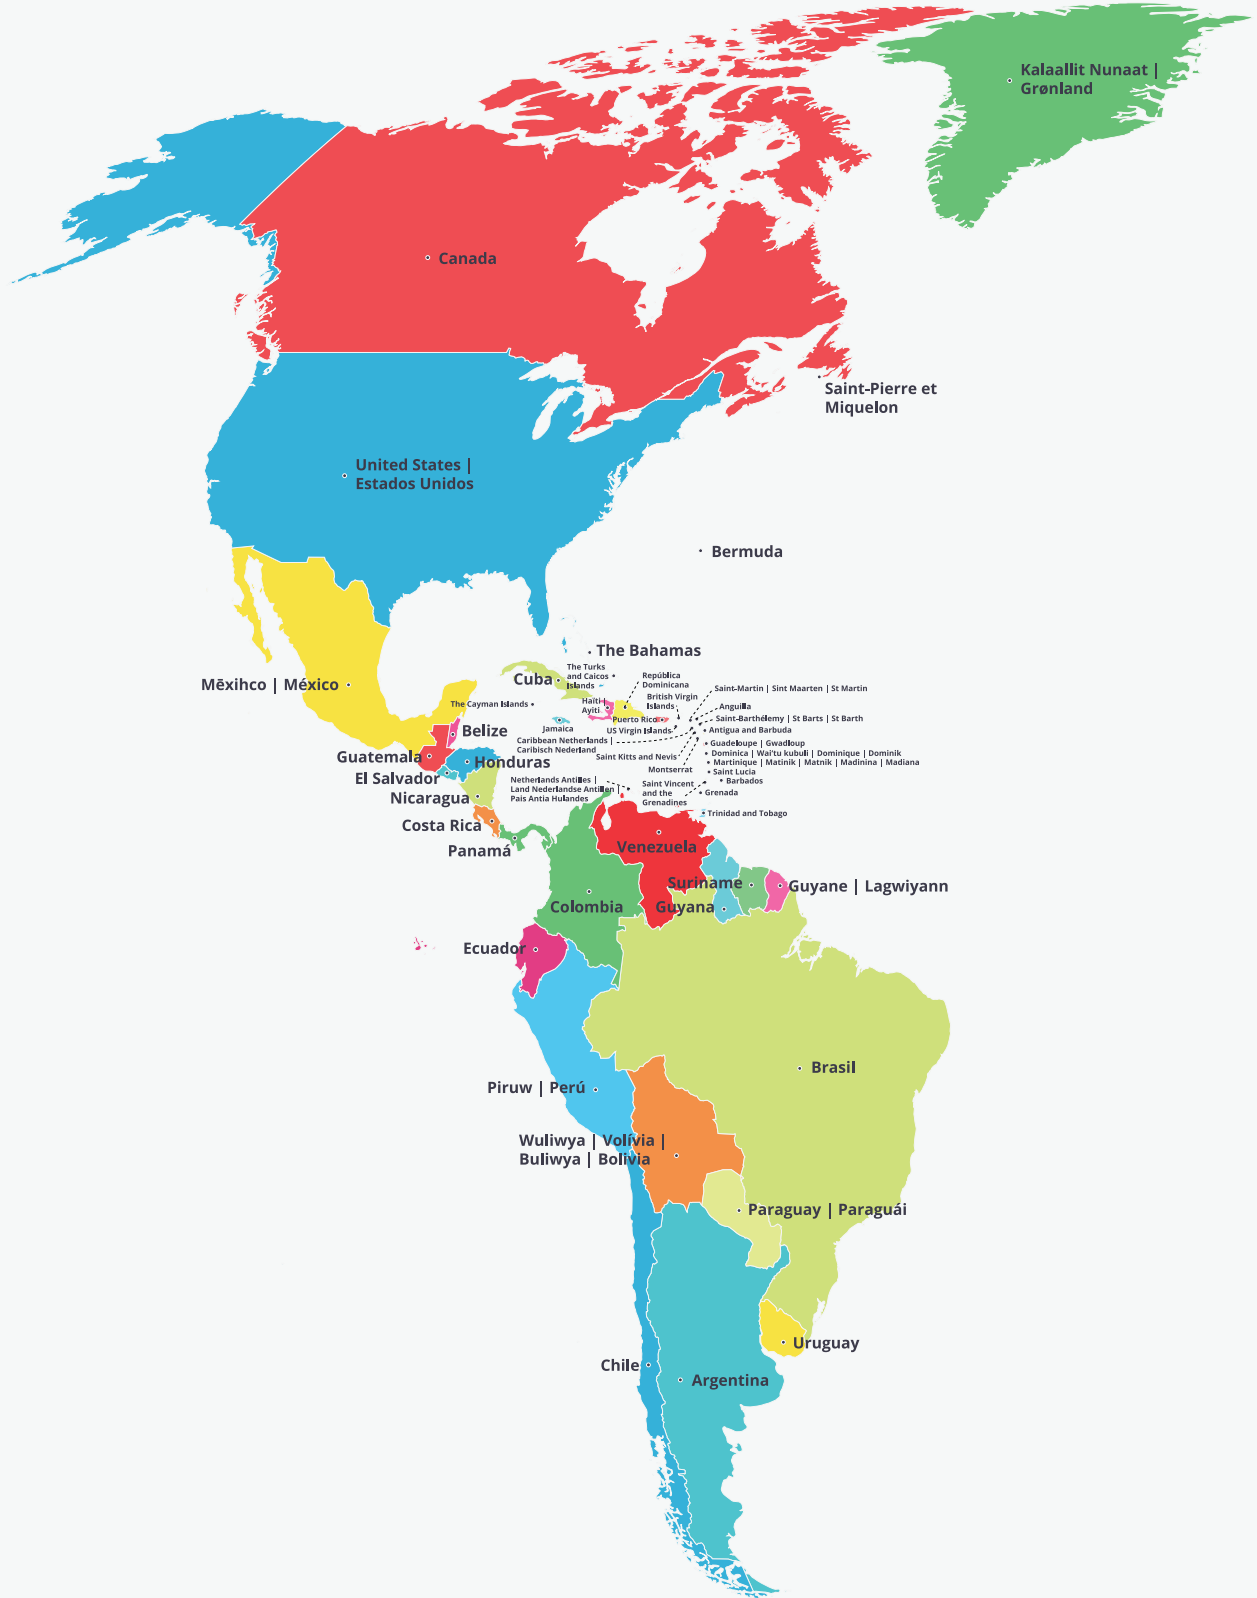 Kalaallit Nunaat |
Grønland
Canada
Saint-Pierre et
Miquelon
United States |
Estados Unidos
Bermuda
The Bahamas
Mēxihco | México
Cuba
The Turks
and Caicos
Islands
República
Dominicana
British Virgin
Islands
Saint-Martin | Sint Maarten | St Martin
The Cayman Islands
Haiti |
Ayiti
Anguilla
Puerto Rico
Saint-Barthélemy | St Barts | St Barth
Jamaica
US Virgin Islands
Antigua and Barbuda
Belize
Caribbean Netherlands |
Caribisch Nederland
Guadeloupe | Gwadloup
Guatemala
Honduras
Saint Kitts and Nevis
Dominica | Wai'tu kubuli | Dominique | Dominik
Martinique | Matinik | Matnik | Madinina | Madiana
Montserrat
Saint Lucia
El Salvador
Netherlands Antilles |
Land Nederlandse Antillen |
Pais Antia Hulandes
Saint Vincent
and the
Grenadines
Barbados
Grenada
Nicaragua
Costa Rica
Trinidad and Tobago
Panamá
Venezuela
Suriname
Guyane | Lagwiyann
Colombia
Guyana
Ecuador
Brasil
Piruw | Perú
Wuliwya | Volívia |
Buliwya | Bolivia
Paraguay | Paraguái
Uruguay
Chile
Argentina